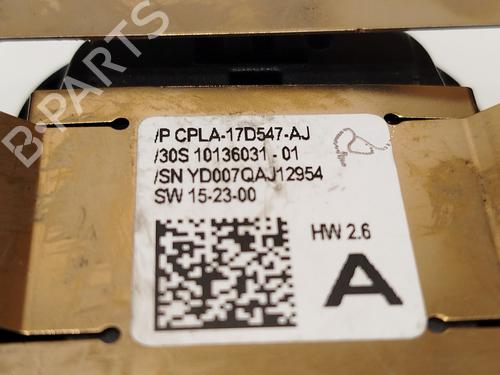 B-PARTS
/P CPLA-17D547-AJ
/30S 10136031 - 01
/SN YD007QAJ12954
SW 15-23-00
HW 2.6
A